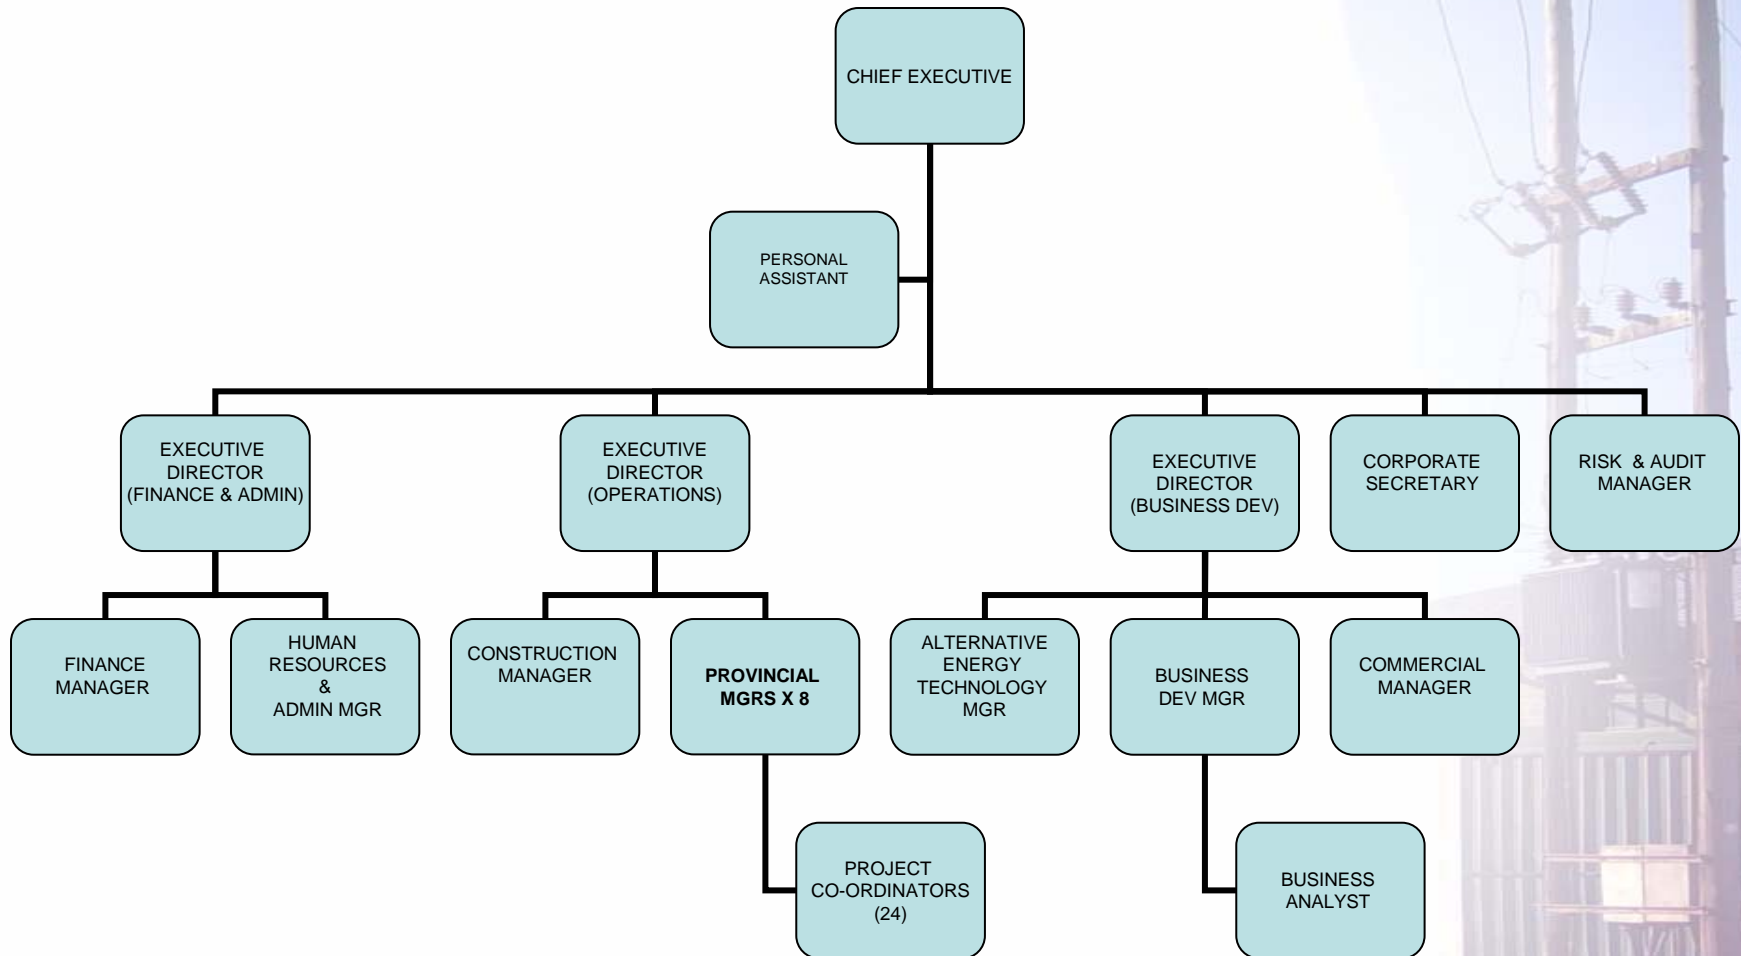 CHIEF EXECUTIVE
PERSONAL
ASSISTANT
EXECUTIVE
DIRECTOR
(FINANCE & ADMIN)
EXECUTIVE
DIRECTOR
(OPERATIONS)
EXECUTIVE
DIRECTOR
(BUSINESS DEV)
CORPORATE
SECRETARY
RISK & AUDIT
MANAGER
FINANCE
MANAGER
HUMAN
RESOURCES
&
ADMIN MGR
CONSTRUCTION
MANAGER
PROVINCIAL
MGRS X 8
ALTERNATIVE
ENERGY
TECHNOLOGY
MGR
BUSINESS
DEV MGR
COMMERCIAL
MANAGER
PROJECT
CO-ORDINATORS
(24)
BUSINESS
ANALYST